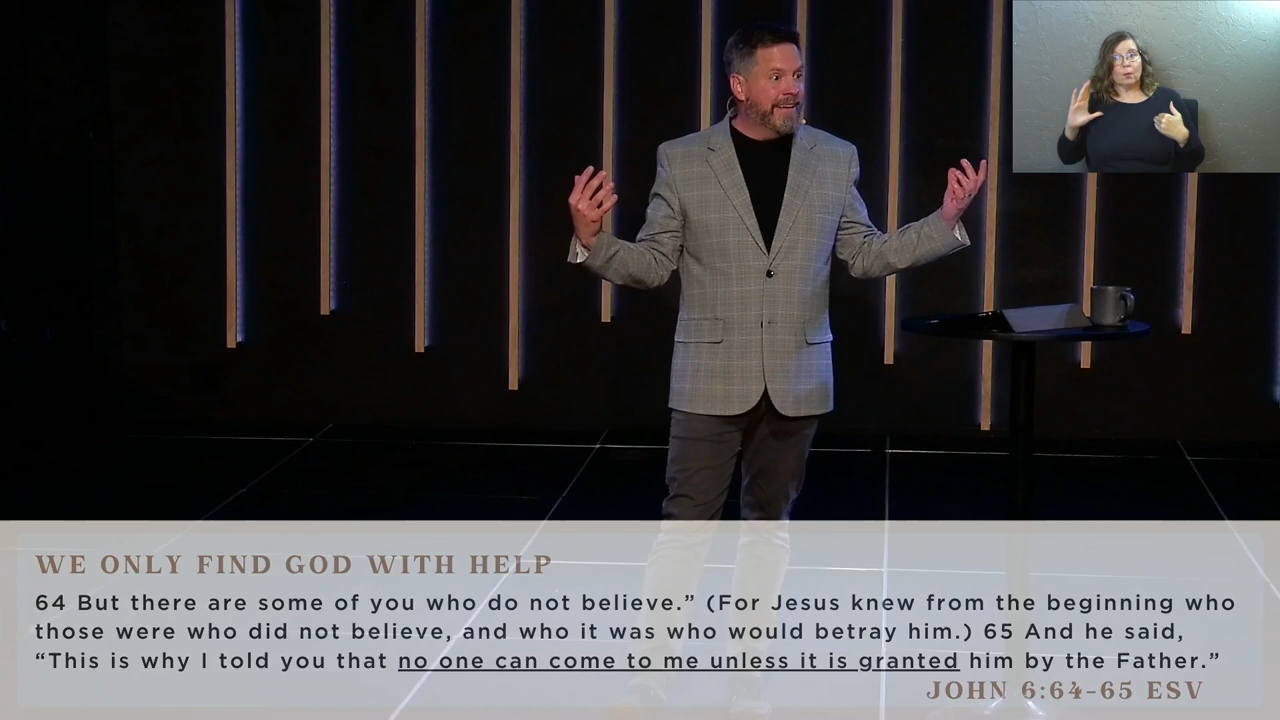 WE ONLY FIND GOD WITH HELP
64 But there are some of you who do not believe.” (For Jesus knew from the beginning who
those were who did not believe, and who it was who would betray him.) 65 And he said,
“This is why I told you that no one can come to me unless it is granted him by the Father.”
JOHN 6:64-65 ESV